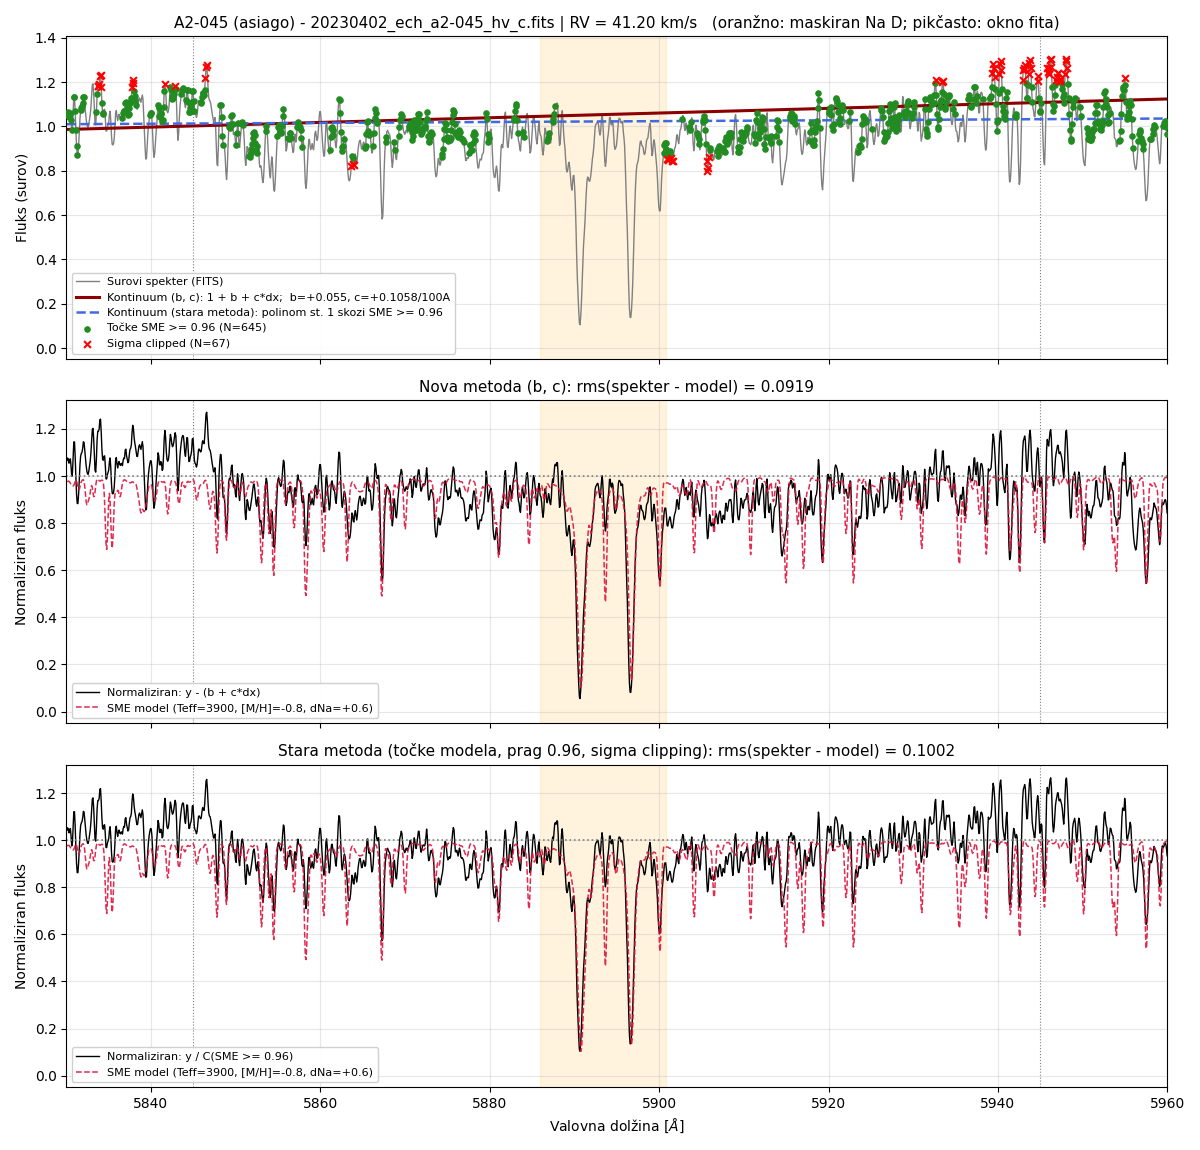 A2-045 (asiago) - 20230402_ech_a2-045_hv_c.fits | RV = 41.20 km/s   (oranžno: maskiran Na D; pikčasto: okno fita)
1.4
1.2
1.0
0.8
0.6
0.4
0.2
0.0
Fluks (surov)
Surovi spekter (FITS)
Kontinuum (b, c): 1 + b + c*dx;  b=+0.055, c=+0.1058/100A
Kontinuum (stara metoda): polinom st. 1 skozi SME >= 0.96
Točke SME >= 0.96 (N=645)
Sigma clipped (N=67)
Nova metoda (b, c): rms(spekter - model) = 0.0919
1.2
1.0
0.8
0.6
0.4
0.2
0.0
Normaliziran fluks
Normaliziran: y - (b + c*dx)
SME model (Teff=3900, [M/H]=-0.8, dNa=+0.6)
Stara metoda (točke modela, prag 0.96, sigma clipping): rms(spekter - model) = 0.1002
1.2
1.0
0.8
0.6
0.4
0.2
0.0
Normaliziran fluks
Normaliziran: y / C(SME >= 0.96)
SME model (Teff=3900, [M/H]=-0.8, dNa=+0.6)
5840 5860 5880 5900 5920 5940 5960
Valovna dolžina [Å]